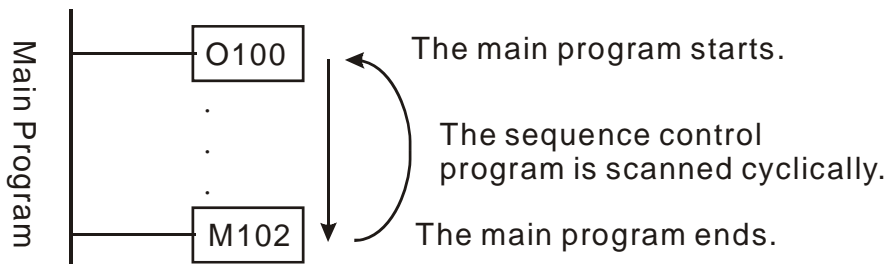 Main Program
O100
The main program starts.
The sequence control
program is scanned cyclically.
M102
The main program ends.